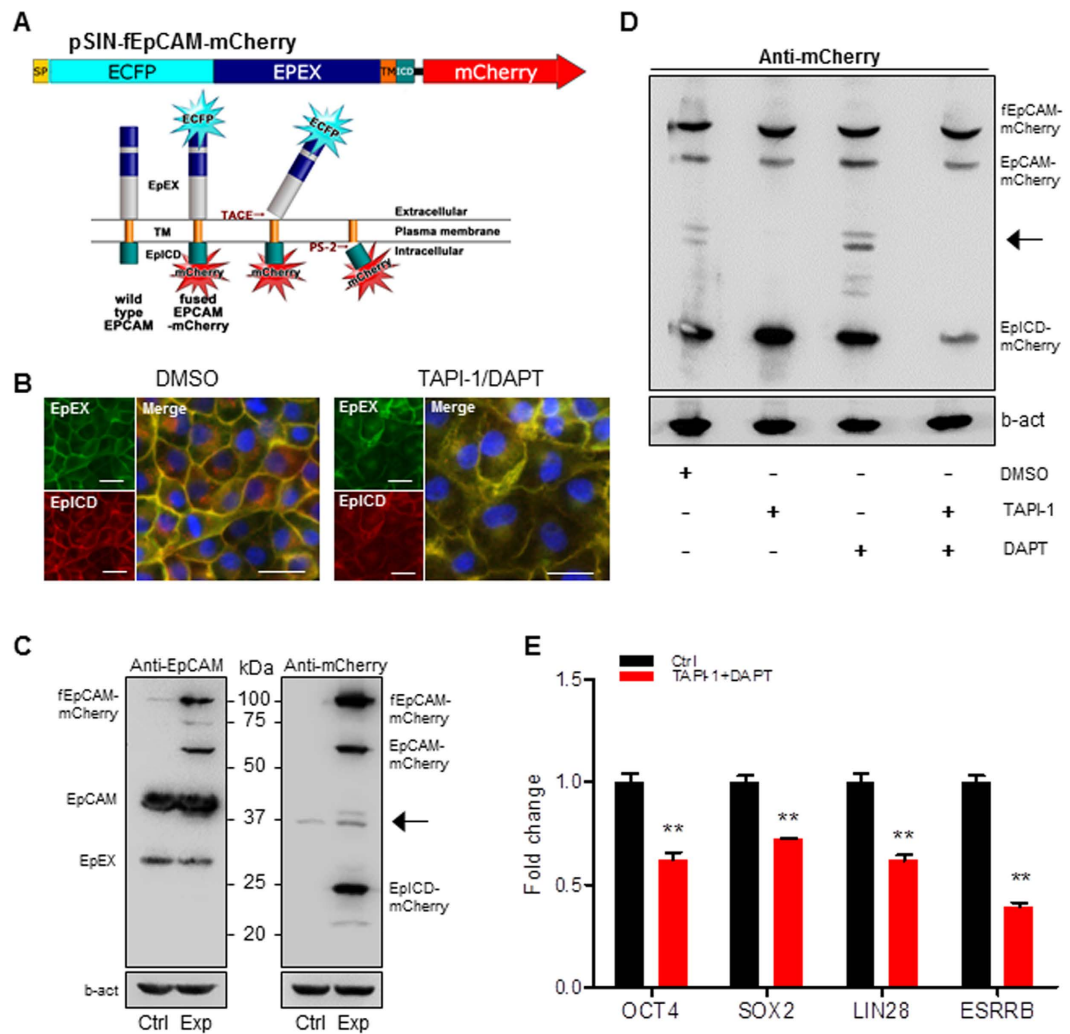 A
pSIN-fEpCAM-mCherry
SP ECFP EPEX TM ICD mCherry
ECFP ECFP
EpEX
TACE→ Extracellular
TM Plasma membrane
PS-2→ Intracellular
EpICD mCherry mCherry mCherry
wild type EPCAM
fused EPCAM -mCherry
B
DMSO TAPI-1/DAPT
EpEX Merge EpEX Merge
EpICD EpICD
C
Anti-EpCAM kDa Anti-mCherry
fEpCAM-mCherry 100 fEpCAM-mCherry
75
EpCAM-mCherry
50
EpCAM
37
EpEX
25 EpICD-mCherry
20
b-act
Ctrl Exp Ctrl Exp
D
Anti-mCherry
fEpCAM-mCherry
EpCAM-mCherry
EpICD-mCherry
b-act
+ - - - DMSO
- + - + TAPI-1
- - + + DAPT
E
Ctrl
TAPI-1+DAPT
Fold change
1.5
1.0
0.5
0.0
** ** ** **
OCT4 SOX2 LIN28 ESRRB